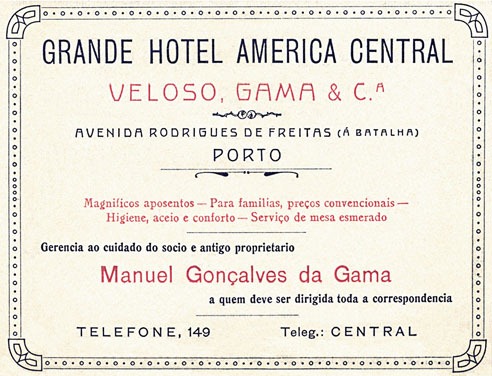 GRANDE HOTEL AMERICA CENTRAL
VELOSO, GAMA & C.A
AVENIDA RODRIGUES DE FREITAS (Á BATALHA)
PORTO
Magnificos aposentos — Para familias, preços convencionais —
Higiene, aceio e conforto — Serviço de mesa esmerado
Gerencia ao cuidado do socio e antigo proprietario
Manuel Gonçalves da Gama
a quem deve ser dirigida toda a correspondencia
TELEFONE, 149 Teleg.: CENTRAL